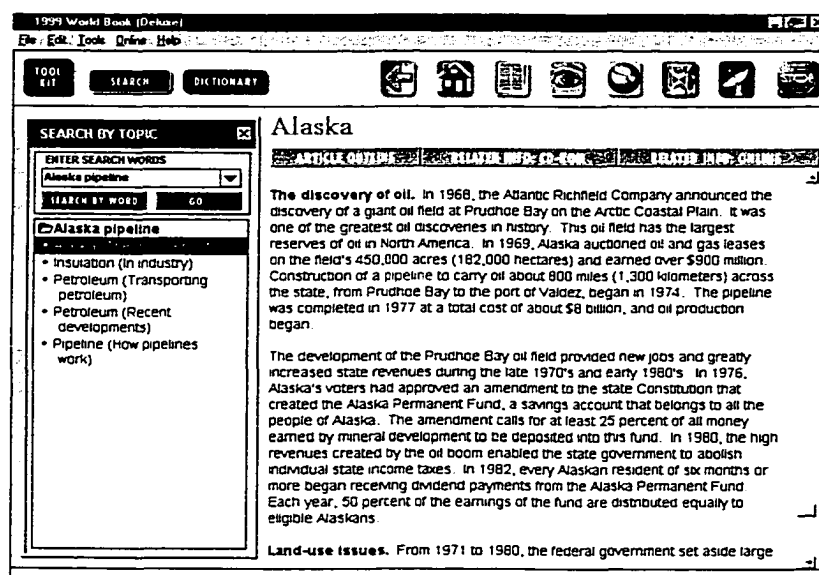 1999 World Book (Deluxe)
File Edit Tools Online Help
TOOL KIT
SEARCH
DICTIONARY
SEARCH BY TOPIC
ENTER SEARCH WORDS
Alaska pipeline
SEARCH BY WORD
GO
Alaska pipeline
• Insulation (In industry)
• Petroleum (Transporting
petroleum)
• Petroleum (Recent
developments)
• Pipeline (How pipelines
work)
Alaska
ARTICLE OUTLINE
RELATED INFO: CD-ROM
RELATED INFO: ONLINE
The discovery of oil. In 1968, the Atlantic Richfield Company announced the
discovery of a giant oil field at Prudhoe Bay on the Arctic Coastal Plain. It was
one of the greatest oil discoveries in history. This oil field has the largest
reserves of oil in North America. In 1969, Alaska auctioned oil and gas leases
on the field's 450,000 acres (182,000 hectares) and earned over $900 million.
Construction of a pipeline to carry oil about 800 miles (1,300 kilometers) across
the state, from Prudhoe Bay to the port of Valdez, began in 1974. The pipeline
was completed in 1977 at a total cost of about $8 billion, and oil production
began.
The development of the Prudhoe Bay oil field provided new jobs and greatly
increased state revenues during the late 1970's and early 1980's In 1976,
Alaska's voters had approved an amendment to the state Constitution that
created the Alaska Permanent Fund, a savings account that belongs to all the
people of Alaska. The amendment calls for at least 25 percent of all money
earned by mineral development to be deposited into this fund. In 1980, the high
revenues created by the oil boom enabled the state government to abolish
individual state income taxes. In 1982, every Alaskan resident of six months or
more began receiving dividend payments from the Alaska Permanent Fund
Each year, 50 percent of the earnings of the fund are distributed equally to
eligible Alaskans
Land-use issues. From 1971 to 1980, the federal government set aside large